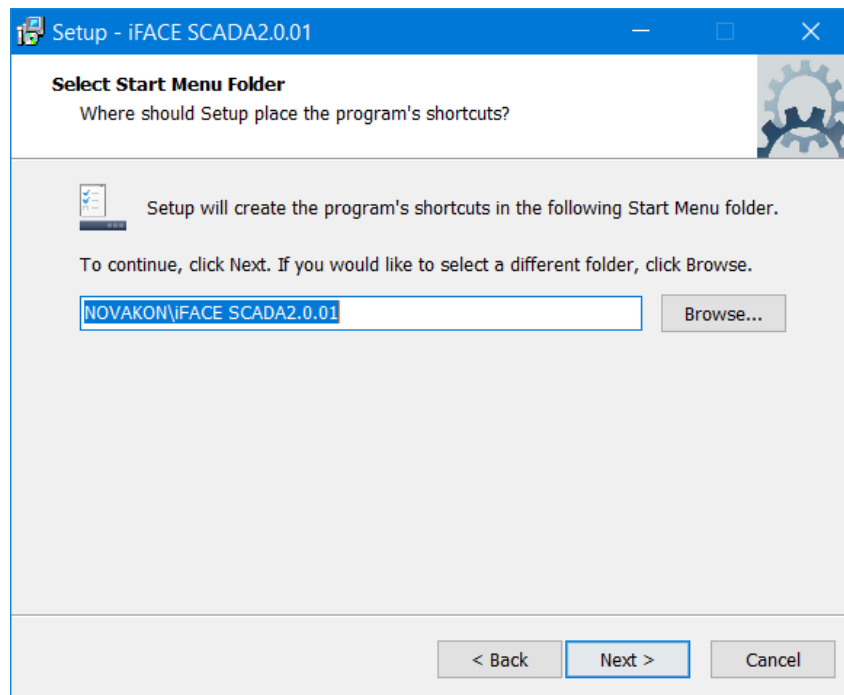 Setup - iFACE SCADA2.0.01
Select Start Menu Folder
Where should Setup place the program's shortcuts?
Setup will create the program's shortcuts in the following Start Menu folder.
To continue, click Next. If you would like to select a different folder, click Browse.
NOVAKON\iFACE SCADA2.0.01
Browse...
< Back
Next >
Cancel